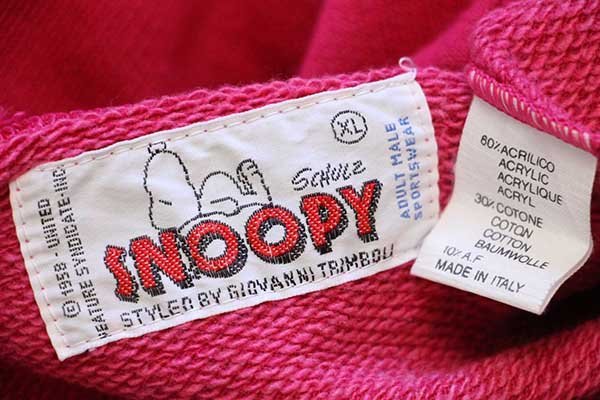 XL
SCHULZ
SNOOPY
STYLED BY GIOVANNI TRIMBOLI
© 1958 - UNITED
FEATURE SYNDICATE INC.
ADULT MALE
SPORTSWEAR
60% ACRILICO
ACRYLIC
ACRYLIQUE
ACRYL
30% COTONE
COTON
COTTON
BAUMWOLLE
10% A.F
MADE IN ITALY